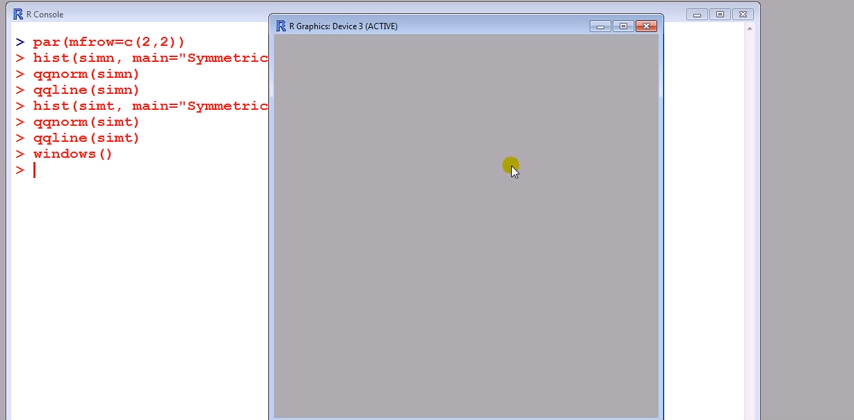 R Console
R Graphics: Device 3 (ACTIVE)
> par(mfrow=c(2,2))
> hist(simn, main="Symmetric
> qqnorm(simn)
> qqline(simn)
> hist(simt, main="Symmetric
> qqnorm(simt)
> qqline(simt)
> windows()
>